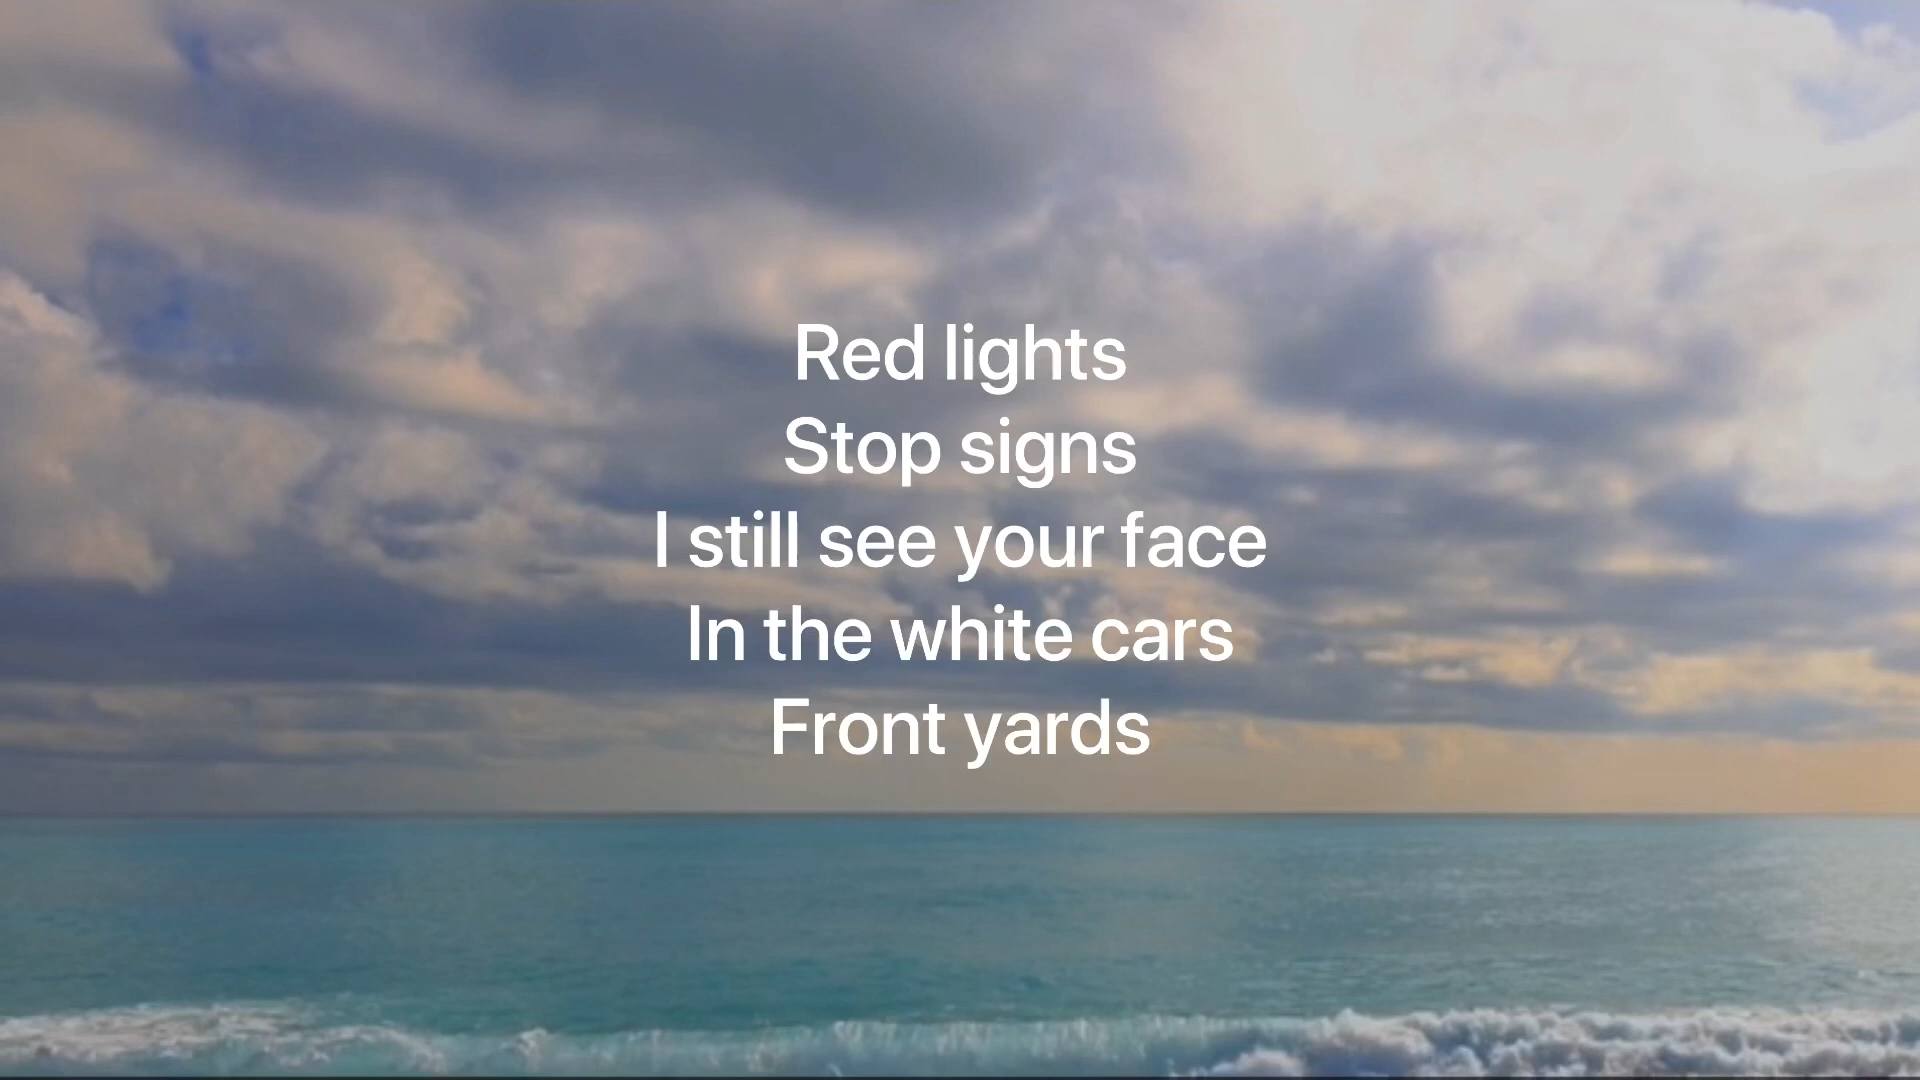 Red lights
Stop signs
I still see your face
In the white cars
Front yards